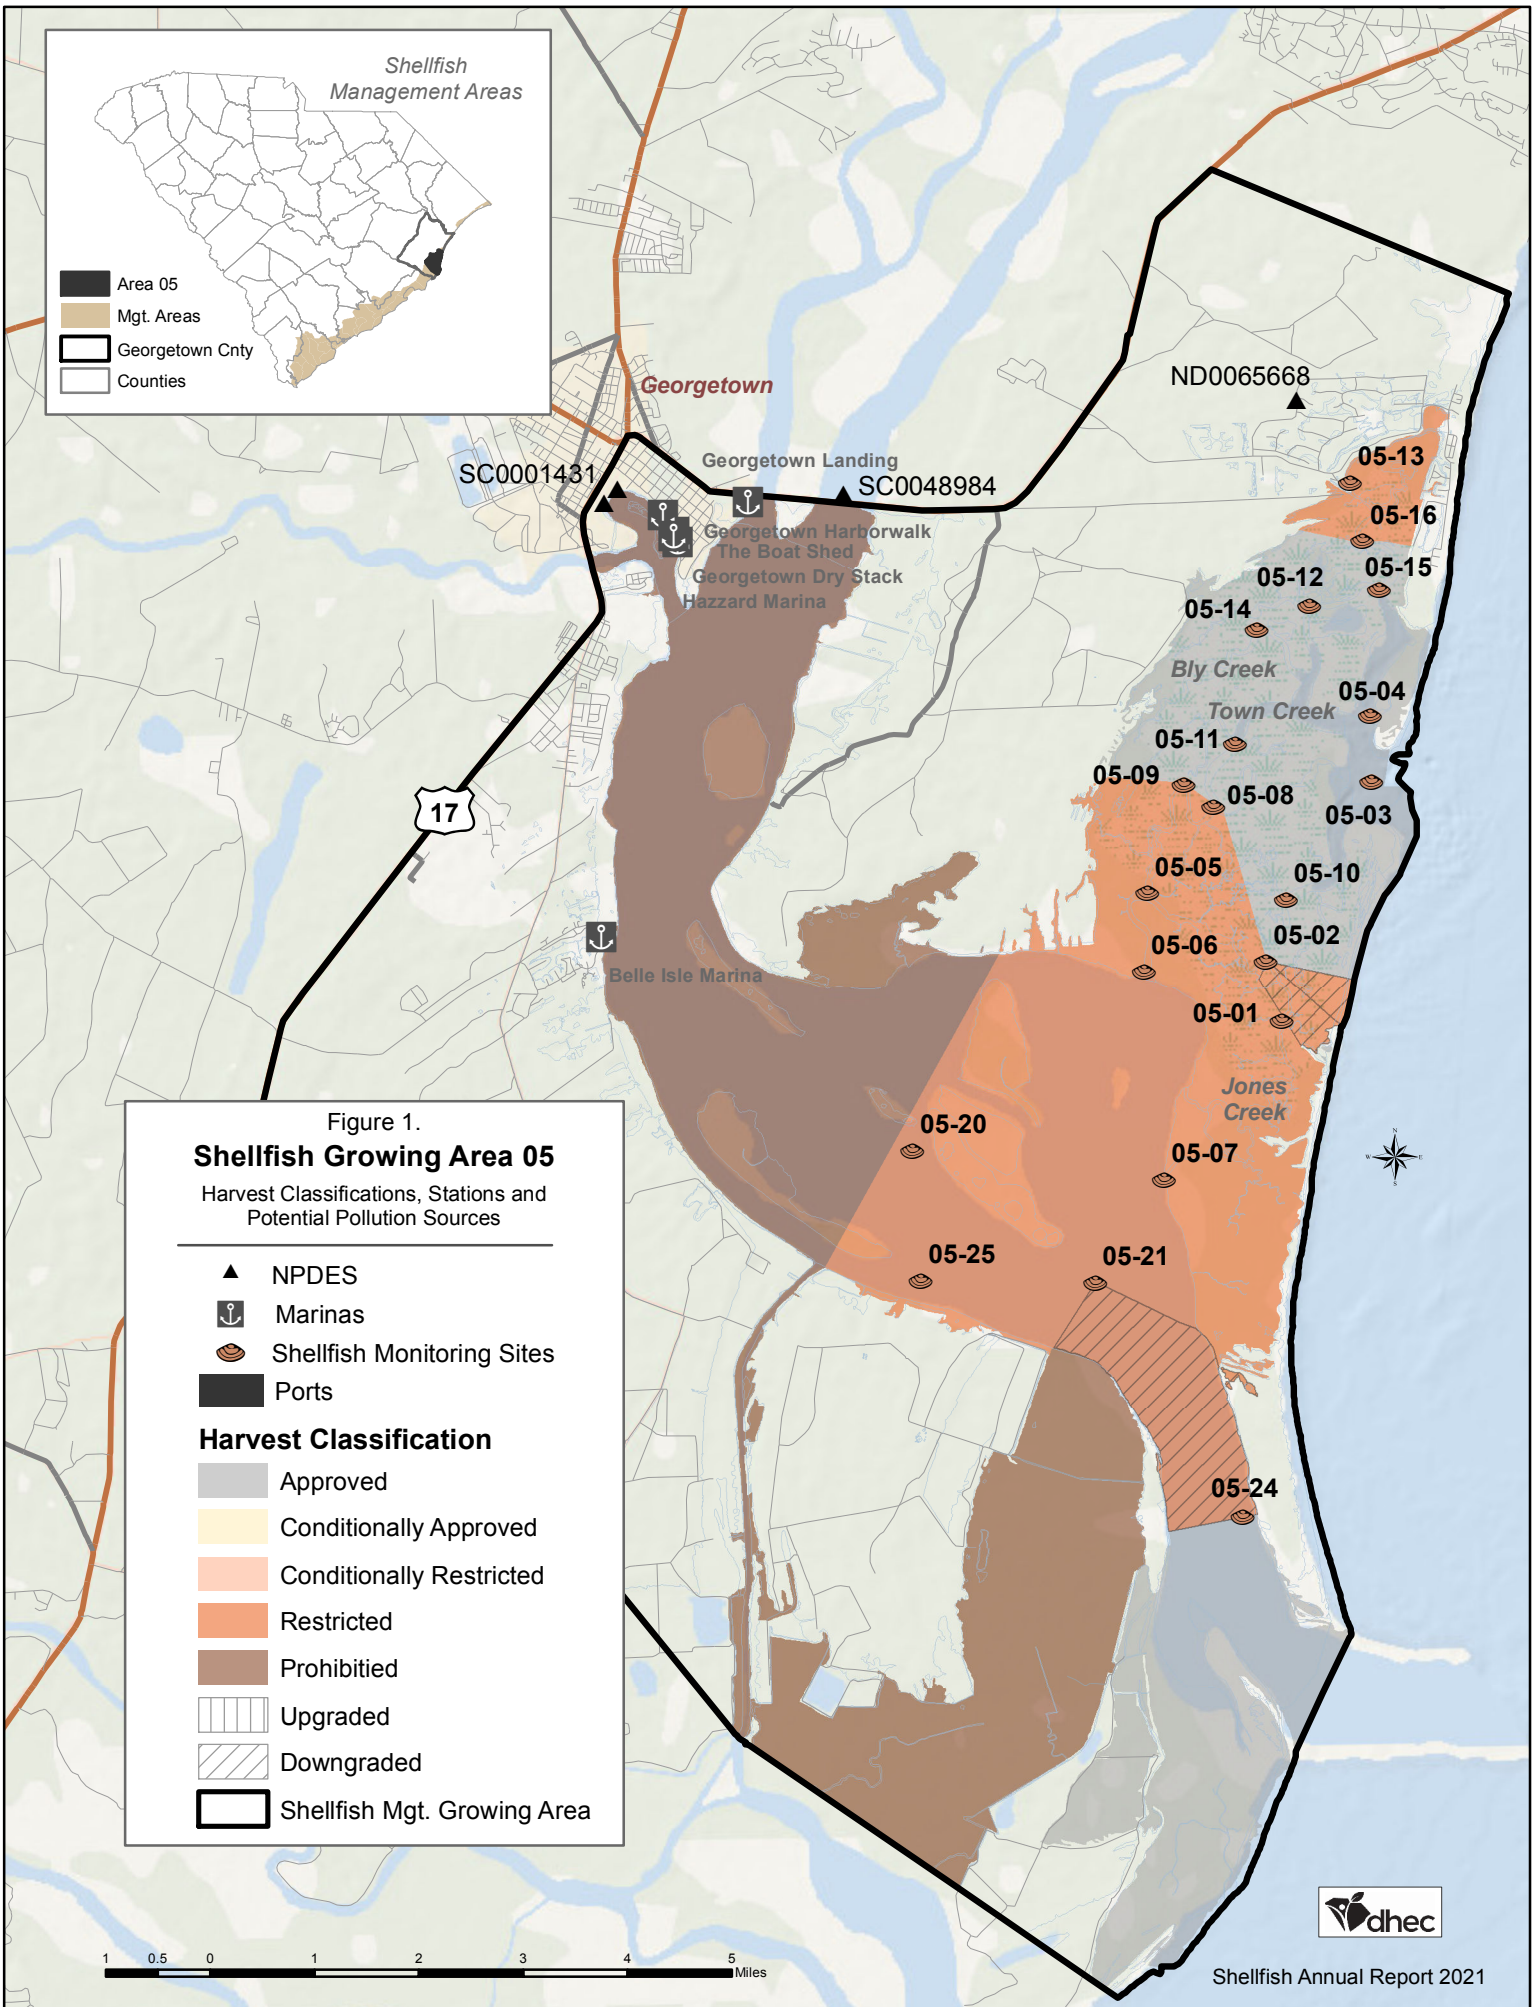 Shellfish
Management Areas
Area 05
Mgt. Areas
Georgetown Cnty
Counties
Georgetown
ND0065668
SC0001431
Georgetown Landing
SC0048984
Georgetown Harborwalk
The Boat Shed
Georgetown Dry Stack
Hazzard Marina
05-13
05-16
05-15
05-12
05-14
Bly Creek
05-04
Town Creek
05-11
05-09
05-08
05-03
17
05-05
05-10
05-02
05-06
Belle Isle Marina
05-01
Jones
Creek
05-20
05-07
05-25
05-21
05-24
N
W
E
S
Figure 1.
Shellfish Growing Area 05
Harvest Classifications, Stations and
Potential Pollution Sources
NPDES
Marinas
Shellfish Monitoring Sites
Ports
Harvest Classification
Approved
Conditionally Approved
Conditionally Restricted
Restricted
Prohibitied
Upgraded
Downgraded
Shellfish Mgt. Growing Area
1 0.5 0 1 2 3 4 5
Miles
dhec
Shellfish Annual Report 2021